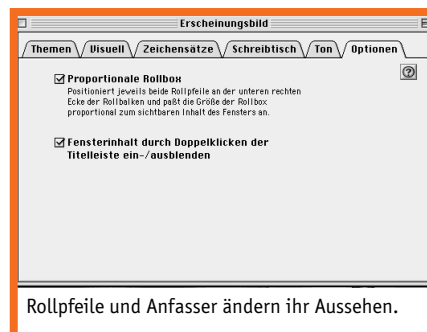 Erscheinungsbild
Themen Visuell Zeichensätze Schreibtisch Ton Optionen
?
Proportionale Rollbox
Positioniert jeweils beide Rollpfeile an der unteren rechten
Ecke der Rollbalken und paßt die Größe der Rollbox
proportional zum sichtbaren Inhalt des Fensters an.
Fensterinhalt durch Doppelklicken der
Titelleiste ein-/ausblenden
Rollpfeile und Anfasser ändern ihr Aussehen.